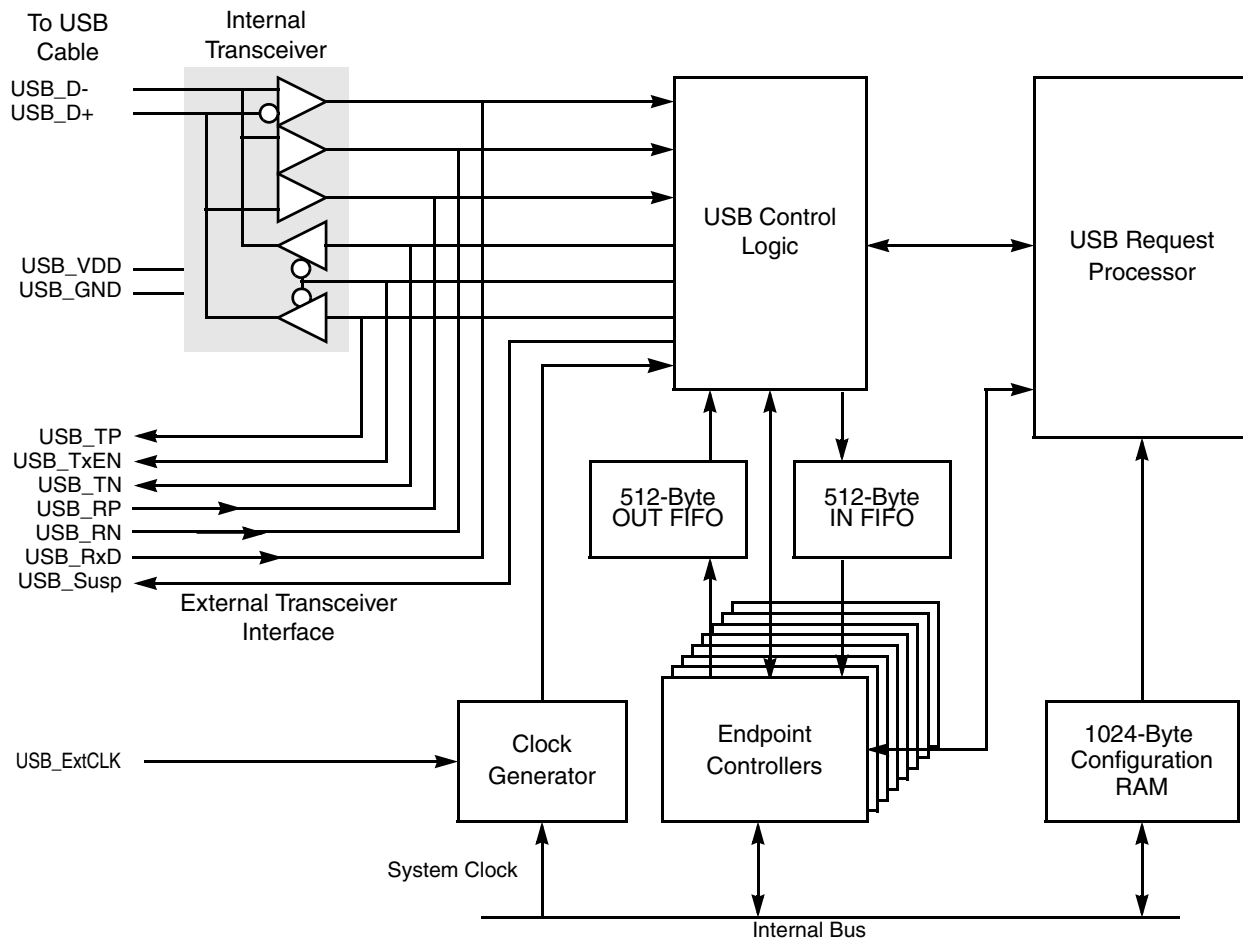 To USB
Cable
Internal
Transceiver
USB_D-
USB_D+
USB_VDD
USB_GND
USB Control
Logic
USB Request
Processor
USB_TP
USB_TxEN
USB_TN
USB_RP
USB_RN
USB_RxD
USB_Susp
External Transceiver
Interface
512-Byte
OUT FIFO
512-Byte
IN FIFO
USB_ExtCLK
Clock
Generator
Endpoint
Controllers
1024-Byte
Configuration
RAM
System Clock
Internal Bus